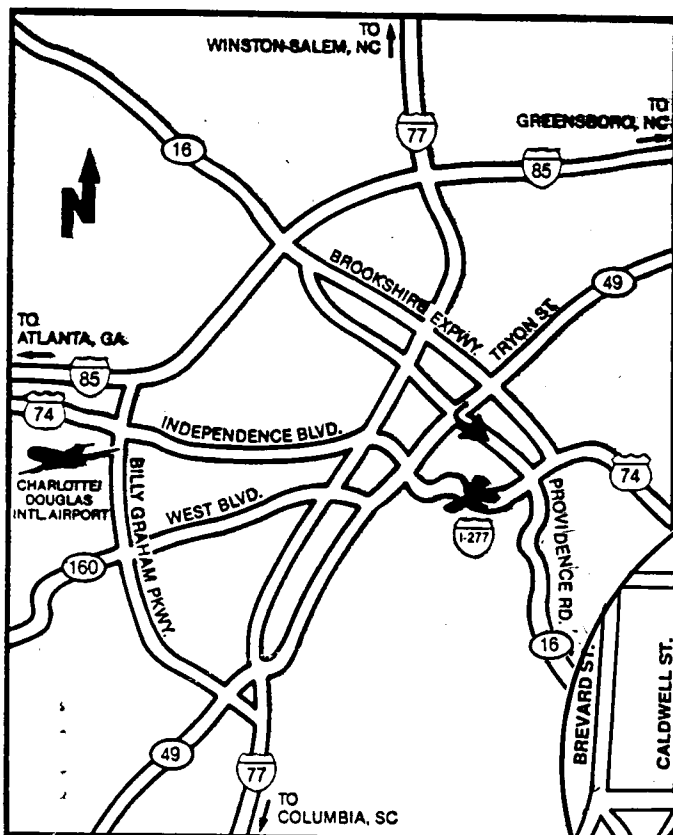 TO
WINSTON-SALEM, NC
77
TO
GREENSBORO, NC
85
16
N
BROOKSHIRE EXPWY.
49
TRYON ST.
TO
ATLANTA, GA.
85
74
INDEPENDENCE BLVD.
CHARLOTTE/
DOUGLAS
INTL. AIRPORT
BILLY GRAHAM PKWY.
WEST BLVD.
160
74
I-277
PROVIDENCE RD.
16
BREVARD ST.
CALDWELL ST.
49
77
TO
COLUMBIA, SC